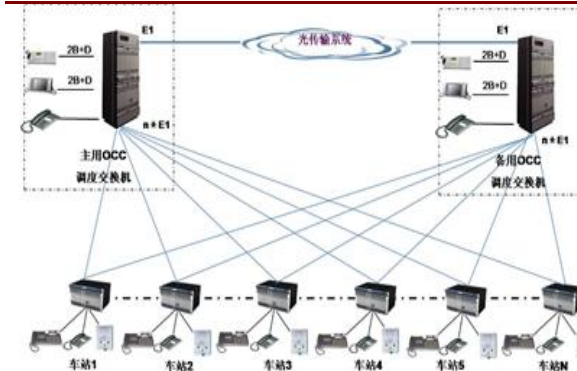 E1
光传输系统
E1
2B+D
2B+D
2B+D
2B+D
n*E1
n*E1
主用OCC
调度交换机
备用OCC
调度交换机
车站1
车站2
车站3
车站4
车站5
车站N